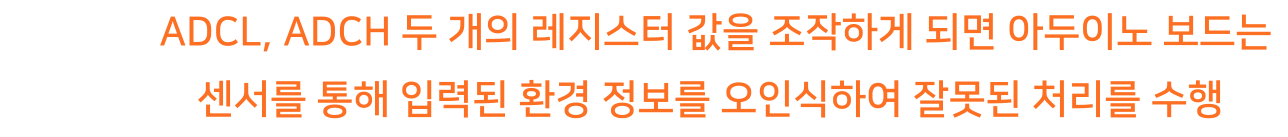 ADCL, ADCH 두 개의 레지스터 값을 조작하게 되면 아두이노 보드는
센서를 통해 입력된 환경 정보를 오인식하여 잘못된 처리를 수행